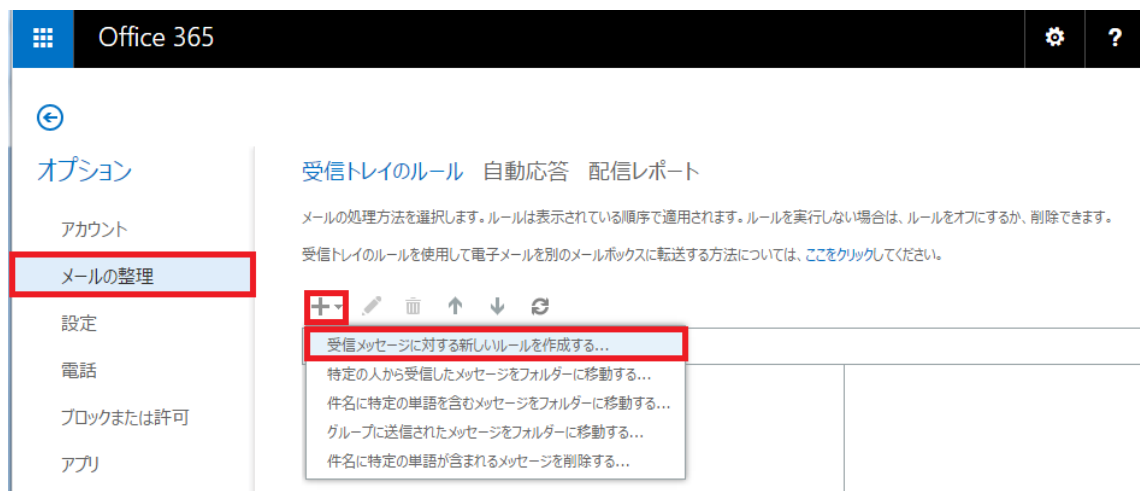 Office 365
?
オプション
アカウント
メールの整理
設定
電話
ブロックまたは許可
アプリ
受信トレイのルール 自動応答 配信レポート
メールの処理方法を選択します。ルールは表示されている順序で適用されます。ルールを実行しない場合は、ルールをオフにするか、削除できます。
受信トレイのルールを使用して電子メールを別のメールボックスに転送する方法については、ここをクリックしてください。
受信メッセージに対する新しいルールを作成する...
特定の人から受信したメッセージをフォルダーに移動する...
件名に特定の単語を含むメッセージをフォルダーに移動する...
グループに送信されたメッセージをフォルダーに移動する...
件名に特定の単語が含まれるメッセージを削除する...